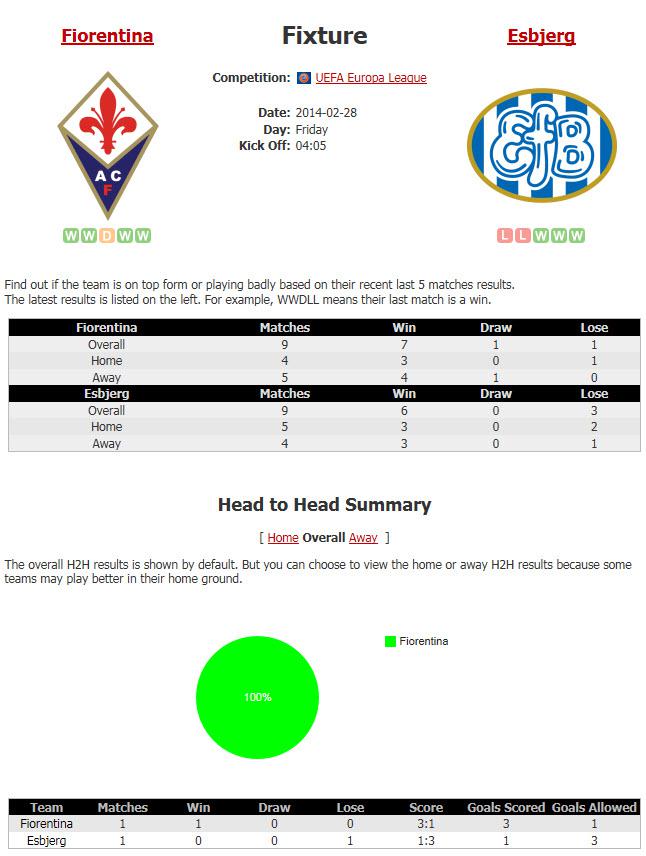 Fiorentina Fixture Esbjerg
Competition: UEFA Europa League
Date: 2014-02-28
Day: Friday
Kick Off: 04:05
A C
F
EfB
W W D W W
L L W W W
Find out if the team is on top form or playing badly based on their recent last 5 matches results.
The latest results is listed on the left. For example, WWDLL means their last match is a win.
Fiorentina Matches Win Draw Lose
Overall 9 7 1 1
Home 4 3 0 1
Away 5 4 1 0
Esbjerg Matches Win Draw Lose
Overall 9 6 0 3
Home 5 3 0 2
Away 4 3 0 1
Head to Head Summary
[ Home Overall Away ]
The overall H2H results is shown by default. But you can choose to view the home or away H2H results because some
teams may play better in their home ground.
Fiorentina
100%
Team Matches Win Draw Lose Score Goals Scored Goals Allowed
Fiorentina 1 1 0 0 3:1 3 1
Esbjerg 1 0 0 1 1:3 1 3